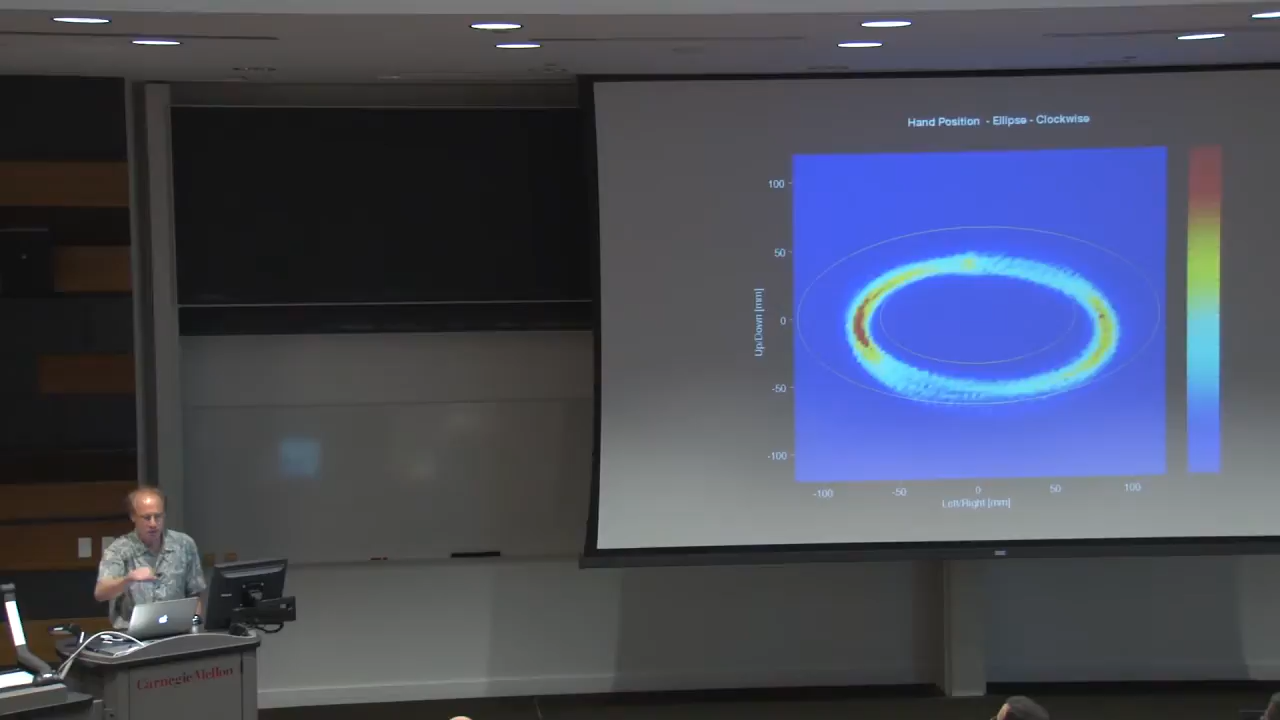 Hand Position - Ellipse - Clockwise
100
50
0
-50
-100
Up/Down [mm]
-100
-50
0
50
100
Left/Right [mm]
Carnegie Mellon